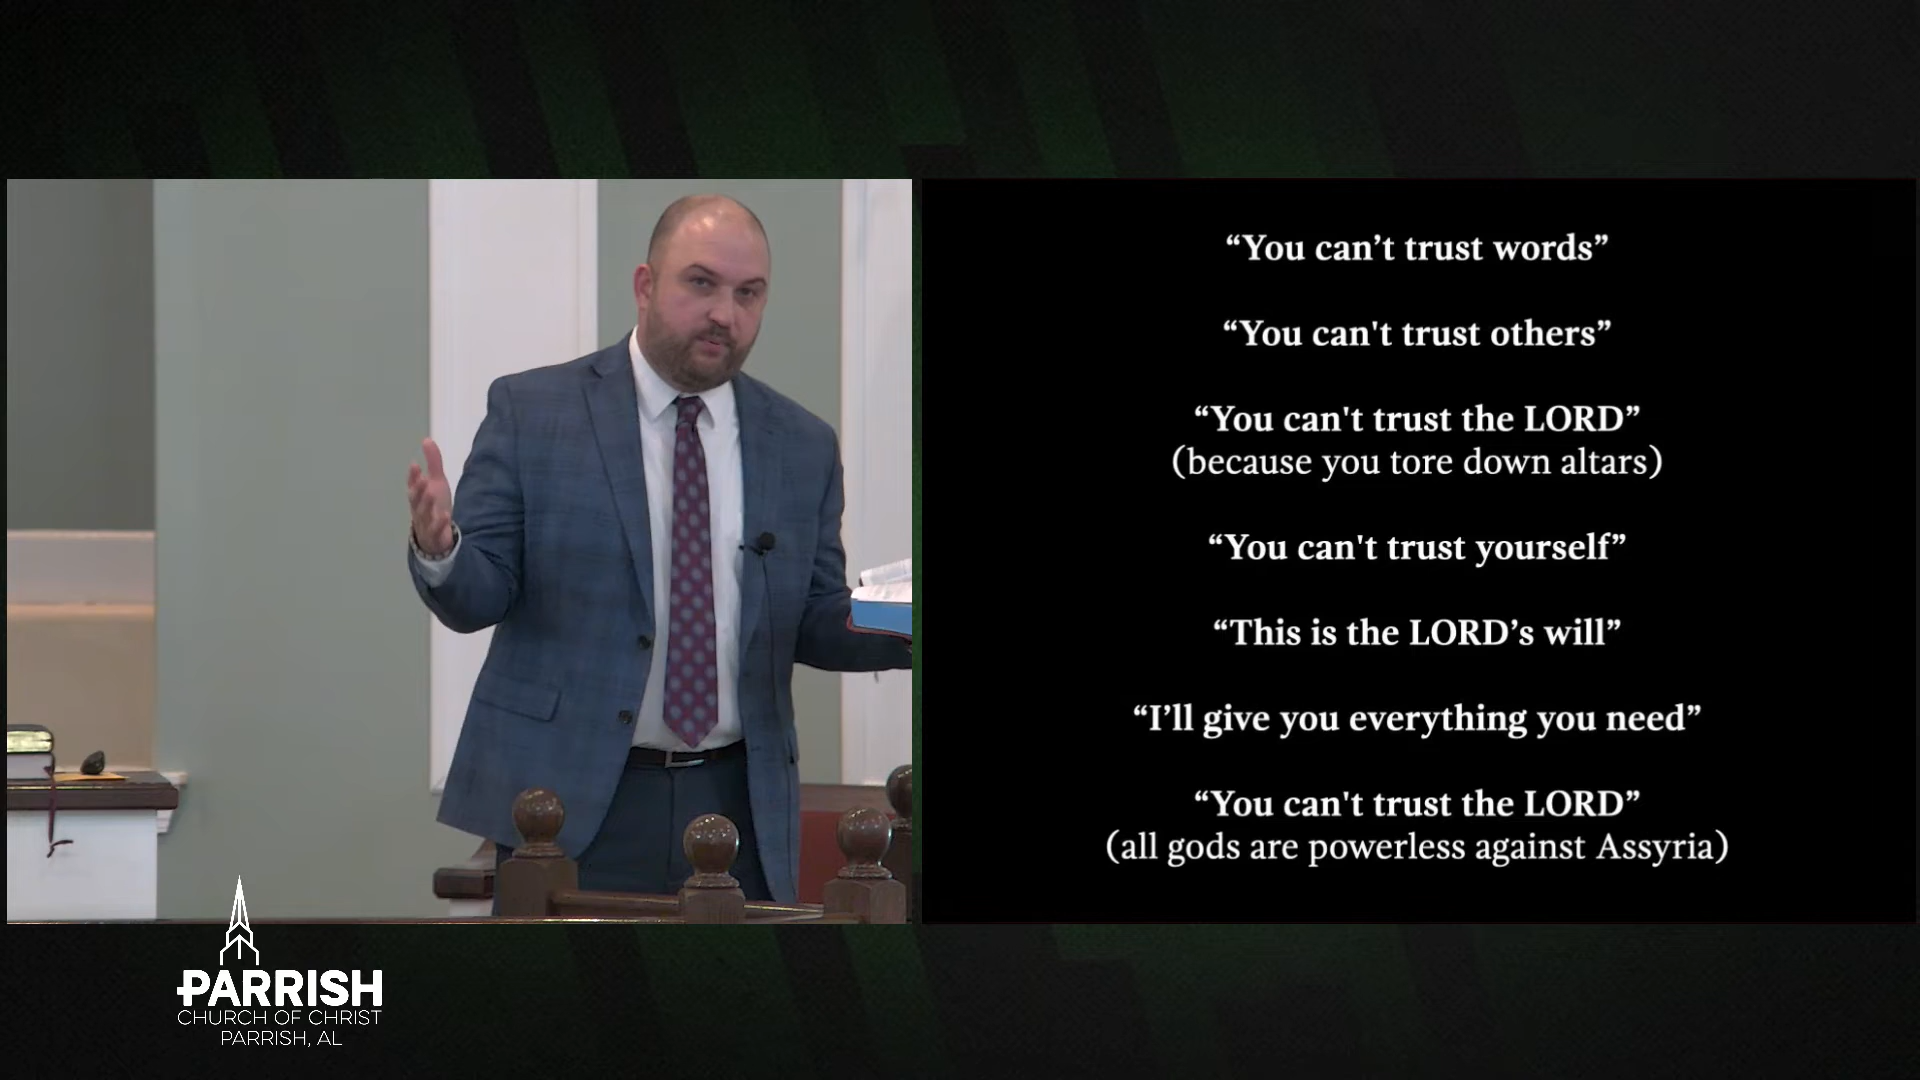 “You can’t trust words”
“You can't trust others”
“You can't trust the LORD”
(because you tore down altars)
“You can't trust yourself”
“This is the LORD’s will”
“I’ll give you everything you need”
“You can't trust the LORD”
(all gods are powerless against Assyria)
PARRISH
CHURCH OF CHRIST
PARRISH, AL